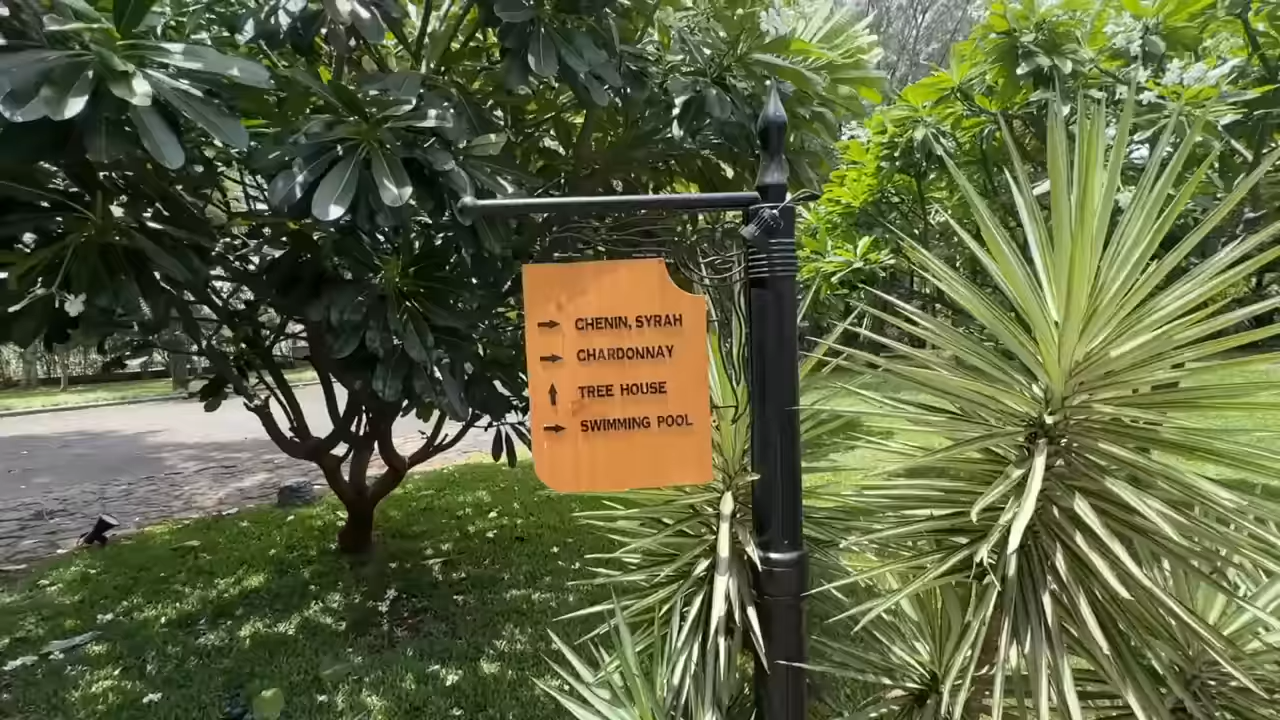 → CHENIN, SYRAH
→ CHARDONNAY
↑ TREE HOUSE
→ SWIMMING POOL